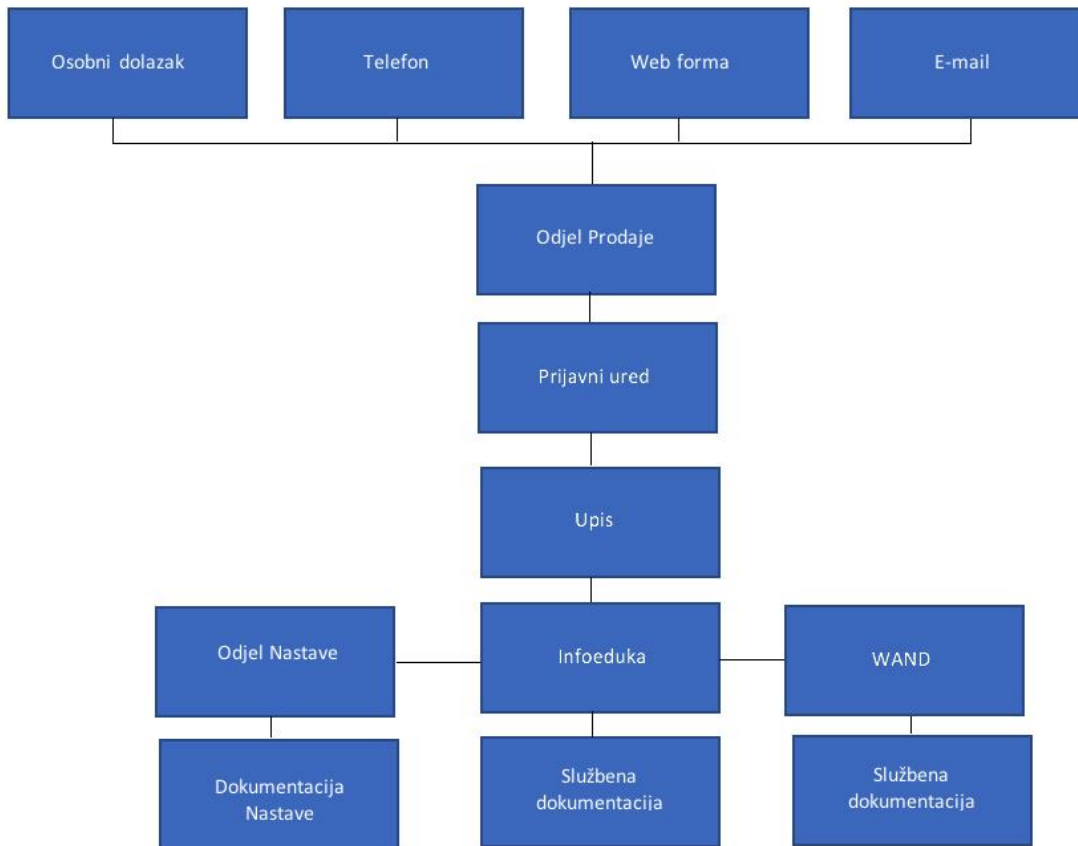 Osobni dolazak
Telefon
Web forma
E-mail
Odjel Prodaje
Prijavni ured
Upis
Odjel Nastave
Infoeduka
WAND
Dokumentacija
Nastave
Službena
dokumentacija
Službena
dokumentacija